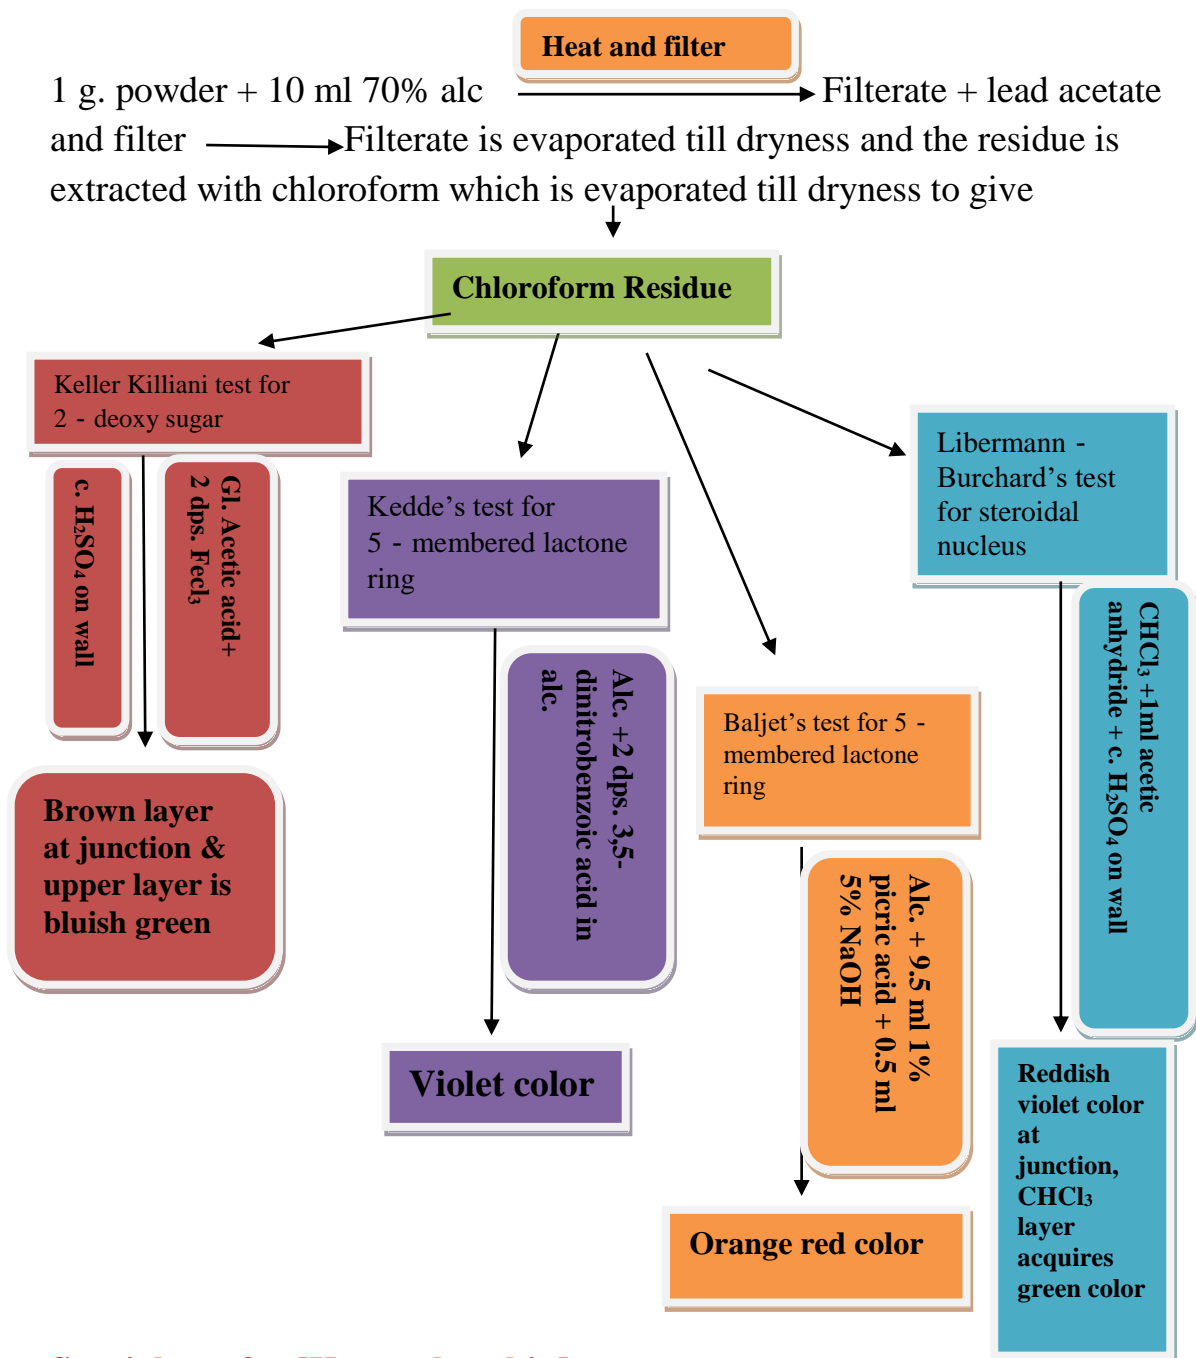 Heat and filter
1 g. powder + 10 ml 70% alc Filterate + lead acetate
and filter Filterate is evaporated till dryness and the residue is
extracted with chloroform which is evaporated till dryness to give
Chloroform Residue
Keller Killiani test for
2 - deoxy sugar
c. H₂SO₄ on wall
Gl. Acetic acid+
2 dps. Fecl₃
Brown layer
at junction &
upper layer is
bluish green
Kedde’s test for
5 - membered lactone
ring
Alc. +2 dps. 3,5-
dinitrobenzoic acid in
alc.
Violet color
Baljet’s test for 5 -
membered lactone
ring
Alc. + 9.5 ml 1%
picric acid + 0.5 ml
5% NaOH
Orange red color
Libermann -
Burchard’s test
for steroidal
nucleus
CHCl₃ +1ml acetic
anhydride + c. H₂SO₄ on wall
Reddish
violet color
at
junction,
CHCl₃
layer
acquires
green color